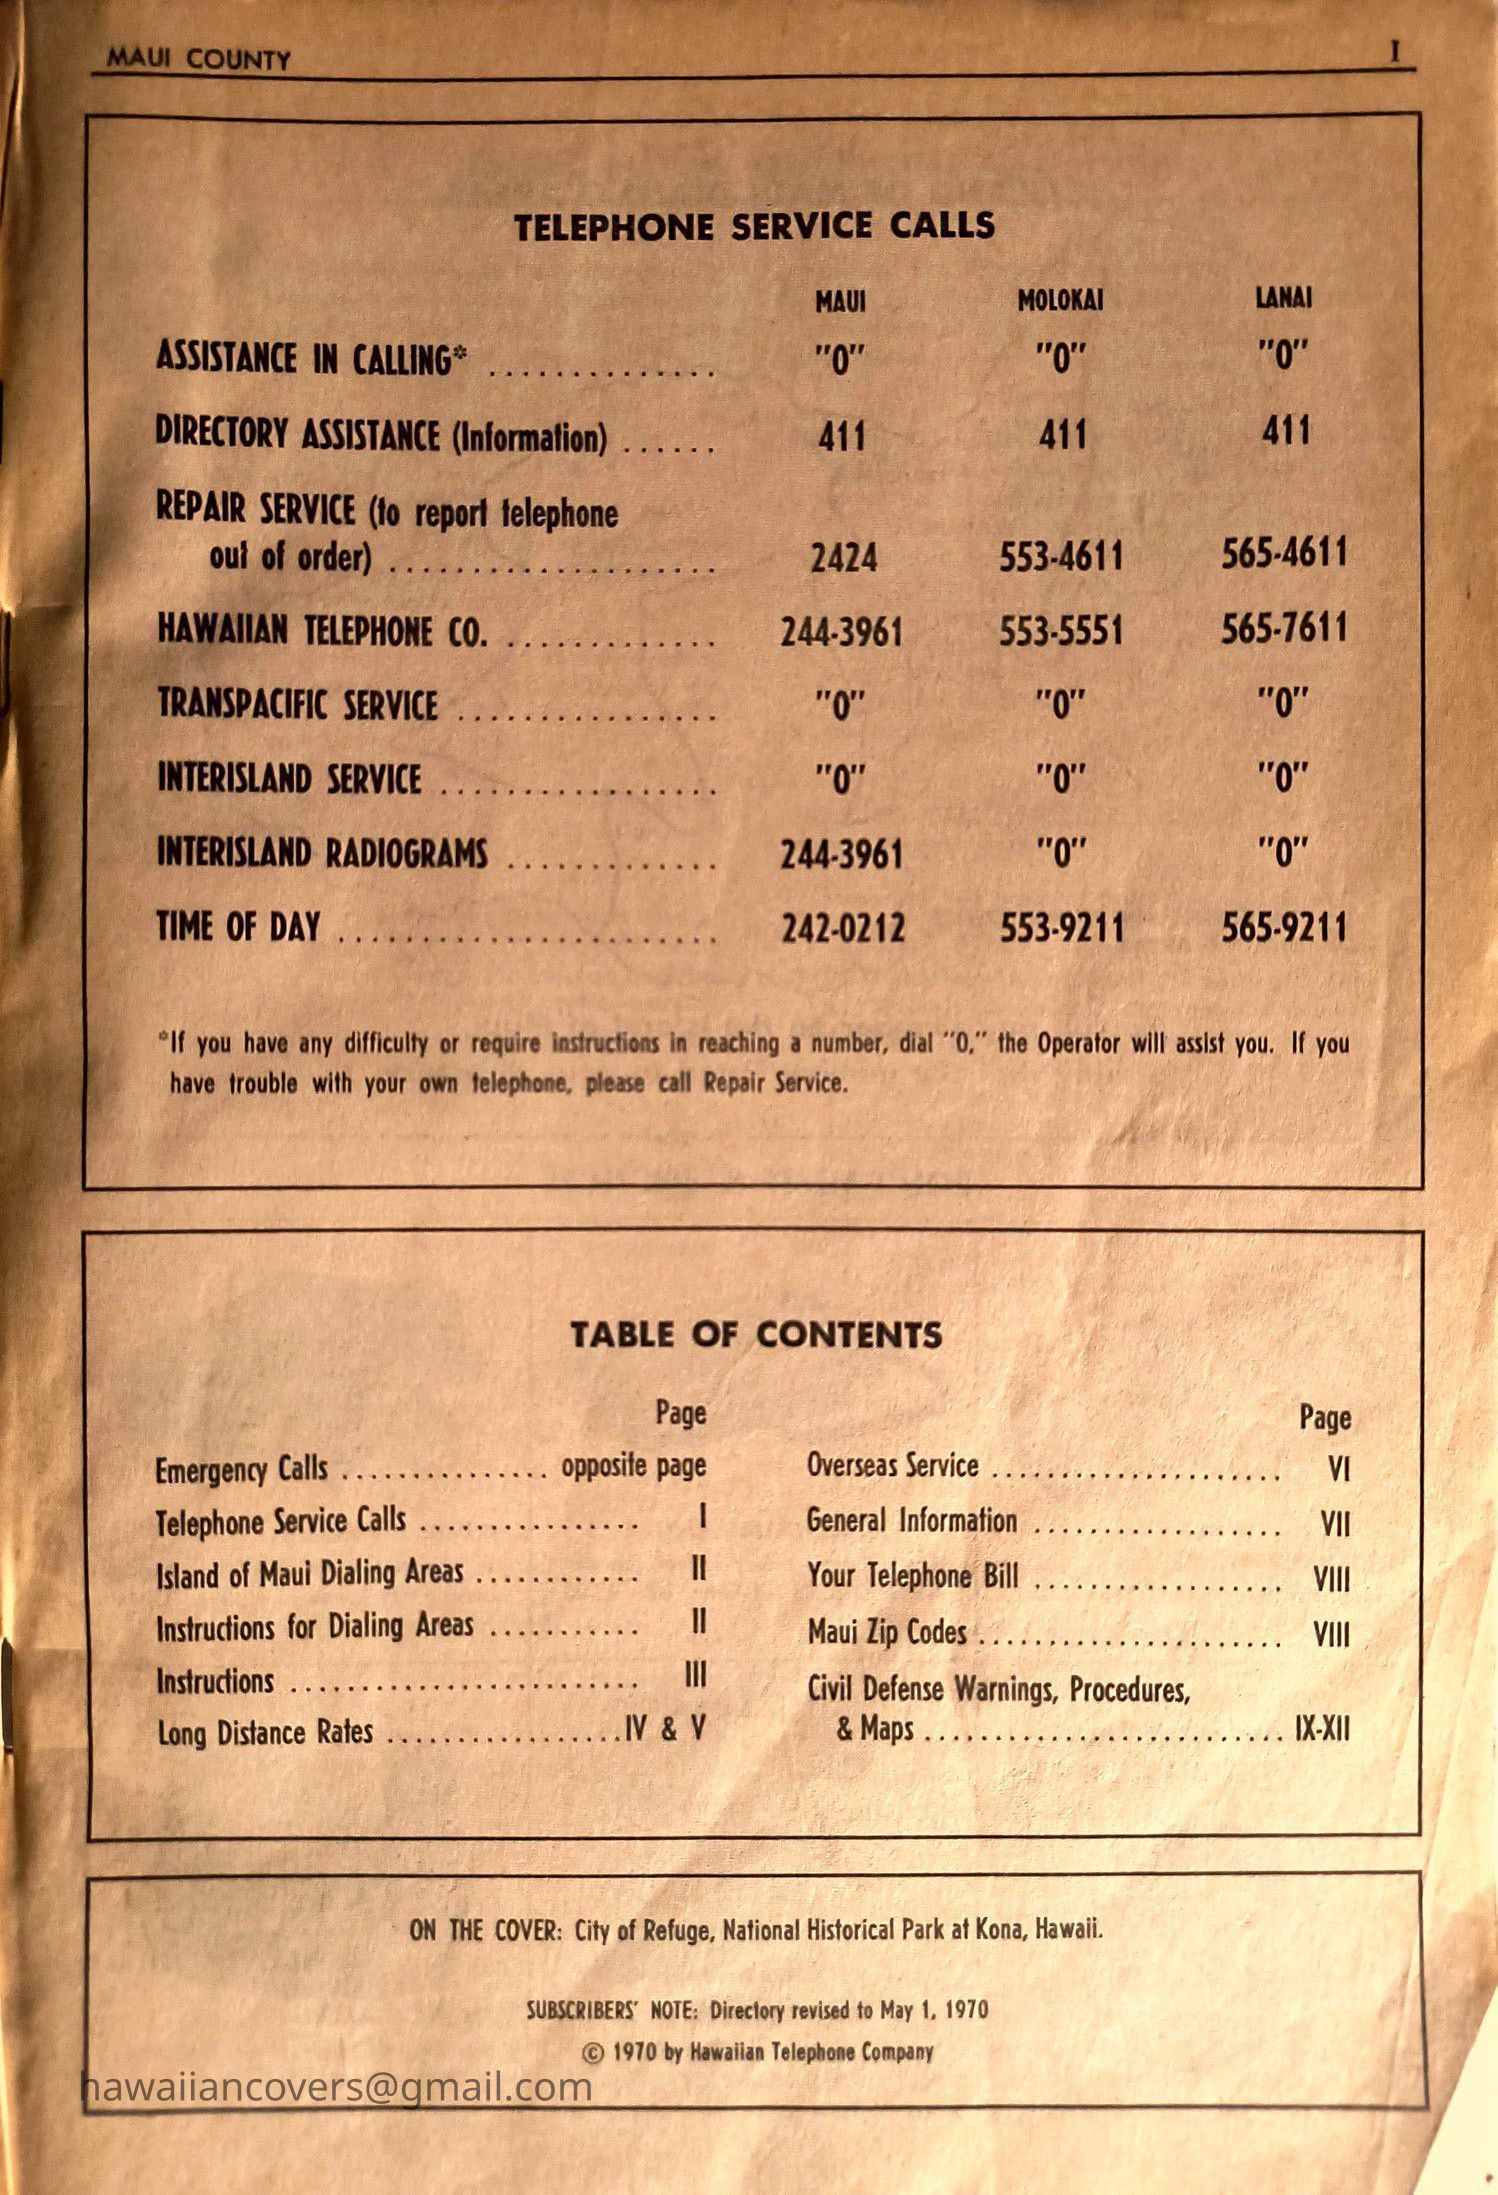 MAUI COUNTY I
TELEPHONE SERVICE CALLS
MAUI MOLOKAI LANAI
ASSISTANCE IN CALLING* .............. "0" "0" "0"
DIRECTORY ASSISTANCE (Information) ...... 411 411 411
REPAIR SERVICE (to report telephone
out of order) .................... 2424 553-4611 565-4611
HAWAIIAN TELEPHONE CO. ............. 244-3961 553-5551 565-7611
TRANSPACIFIC SERVICE ................ "0" "0" "0"
INTERISLAND SERVICE ................. "0" "0" "0"
INTERISLAND RADIOGRAMS ............. 244-3961 "0" "0"
TIME OF DAY ....................... 242-0212 553-9211 565-9211
*If you have any difficulty or require instructions in reaching a number, dial "0," the Operator will assist you. If you
have trouble with your own telephone, please call Repair Service.
TABLE OF CONTENTS
Page
Emergency Calls ............... opposite page
Telephone Service Calls ................ I
Island of Maui Dialing Areas ............ II
Instructions for Dialing Areas ........... II
Instructions ......................... III
Long Distance Rates .................IV & V
Page
Overseas Service ..................... VI
General Information .................. VII
Your Telephone Bill .................. VIII
Maui Zip Codes ...................... VIII
Civil Defense Warnings, Procedures,
& Maps .......................... IX-XII
ON THE COVER: City of Refuge, National Historical Park at Kona, Hawaii.
SUBSCRIBERS' NOTE: Directory revised to May 1, 1970
© 1970 by Hawaiian Telephone Company
hawaiiancovers@gmail.com